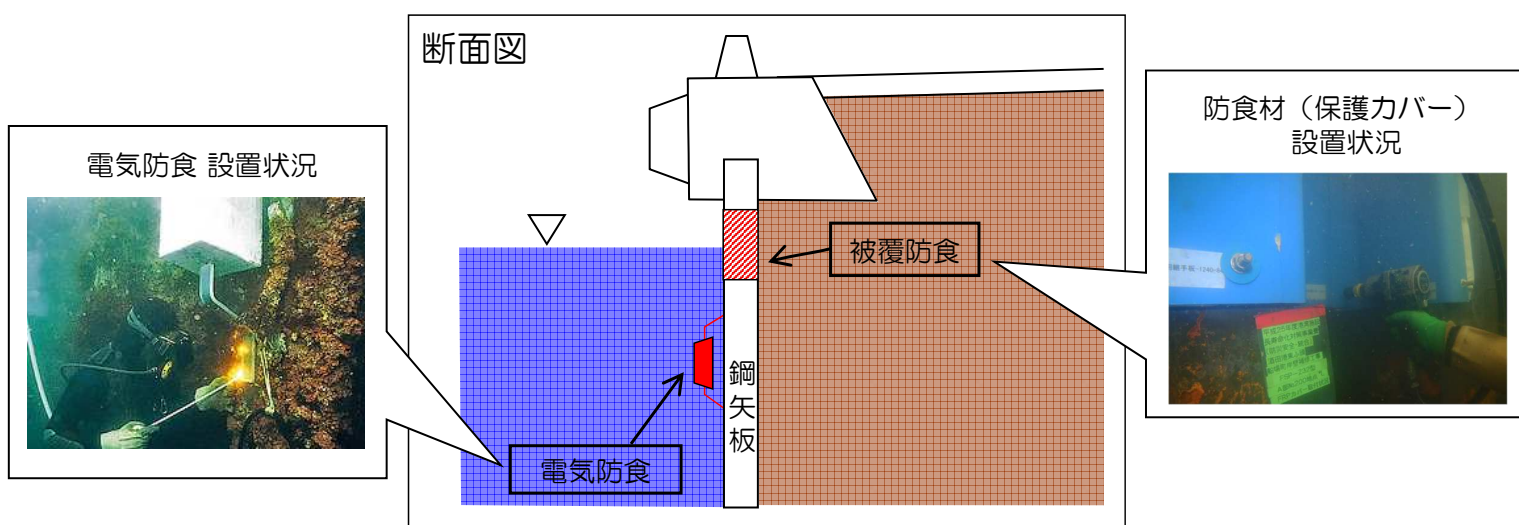 断面図
電気防食 設置状況
防食材（保護カバー）
設置状況
被覆防食
鋼矢板
電気防食